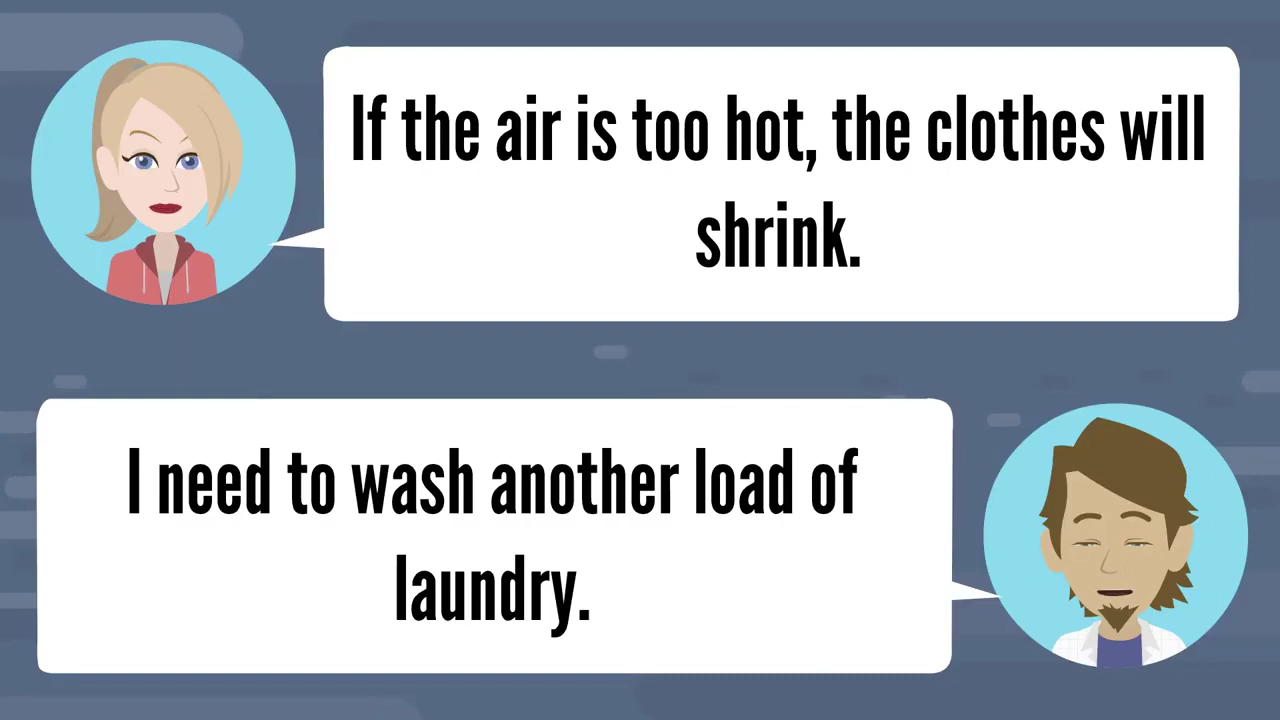 If the air is too hot, the clothes will
shrink.
I need to wash another load of
laundry.